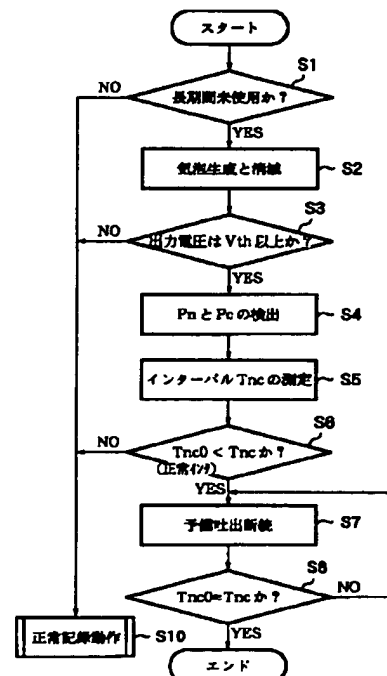 スタート
S1
NO
長期間未使用か？
YES
気泡生成と消滅
S2
S3
NO
出力電圧は Vth 以上か？
YES
Pn と Pc の検出
S4
インターバル Tnc の測定
S5
S6
NO
Tnc0 < Tnc か？
(正常インク)
YES
予備吐出断続
S7
S8
Tnc0≈Tnc か？
NO
YES
正常記録動作
S10
エンド